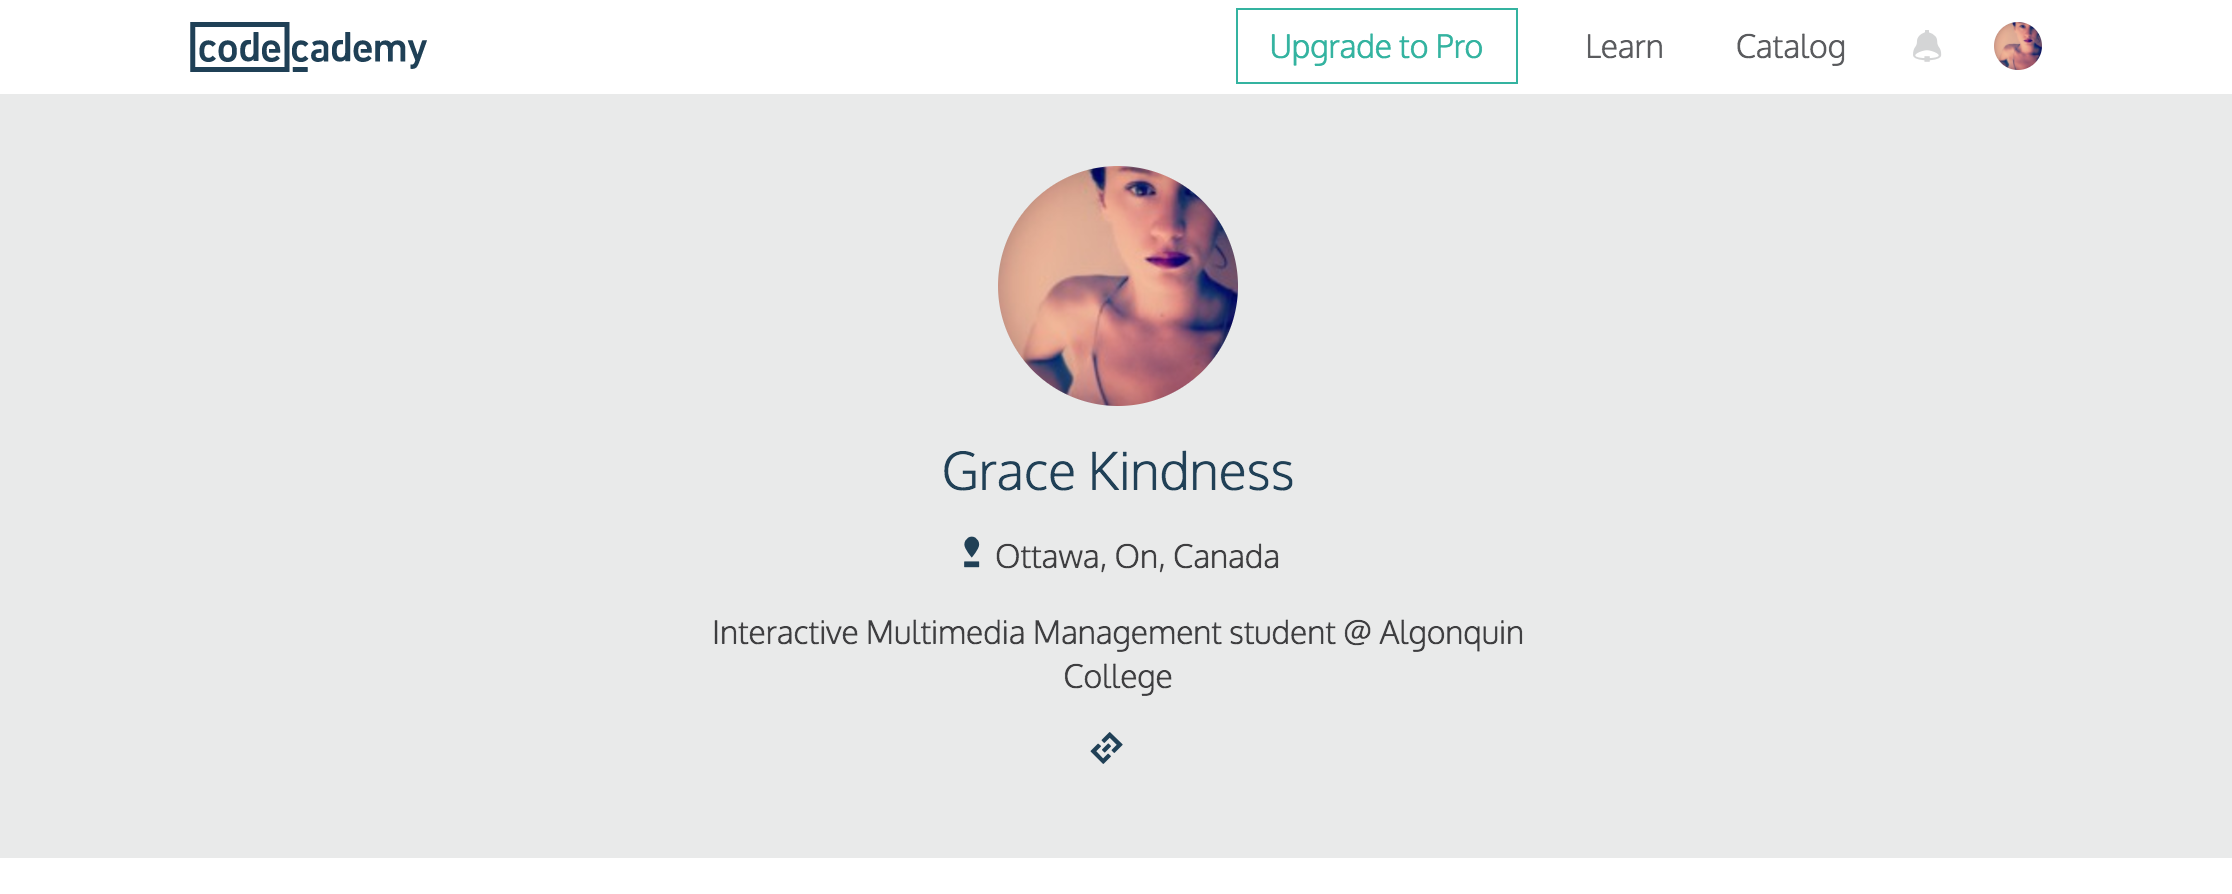 codecademy
Upgrade to Pro
Learn
Catalog
Grace Kindness
Ottawa, On, Canada
Interactive Multimedia Management student @ Algonquin
College